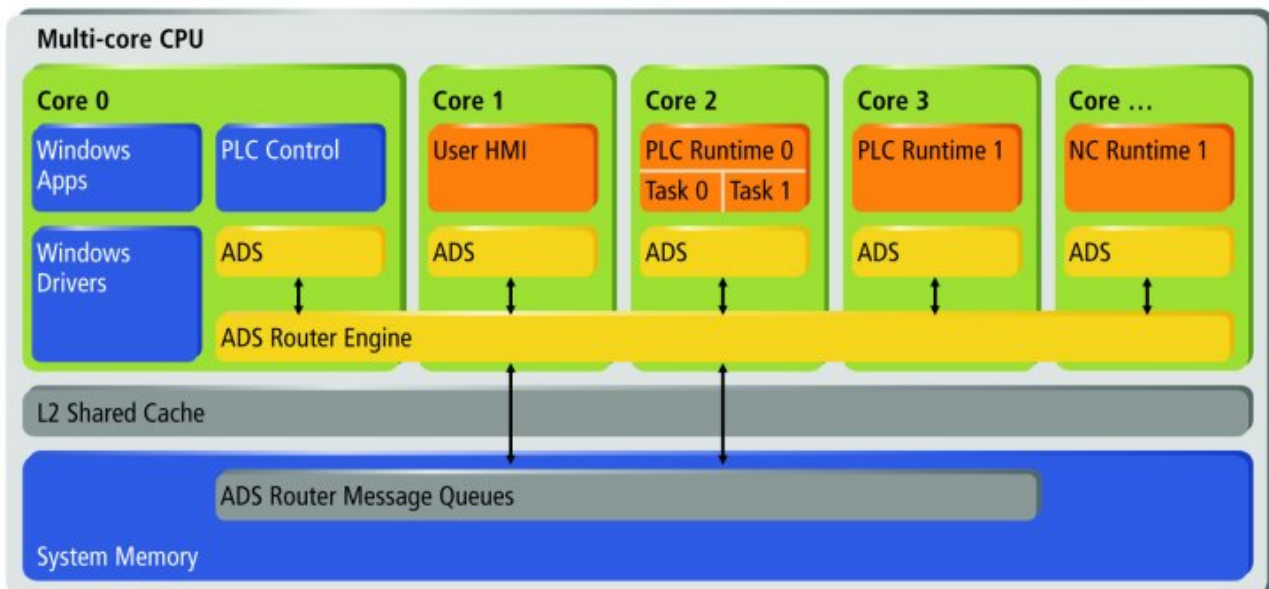 Multi-core CPU
Core 0
Windows
Apps
PLC Control
Windows
Drivers
ADS
Core 1
User HMI
ADS
Core 2
PLC Runtime 0
Task 0
Task 1
ADS
Core 3
PLC Runtime 1
ADS
Core ...
NC Runtime 1
ADS
ADS Router Engine
L2 Shared Cache
ADS Router Message Queues
System Memory